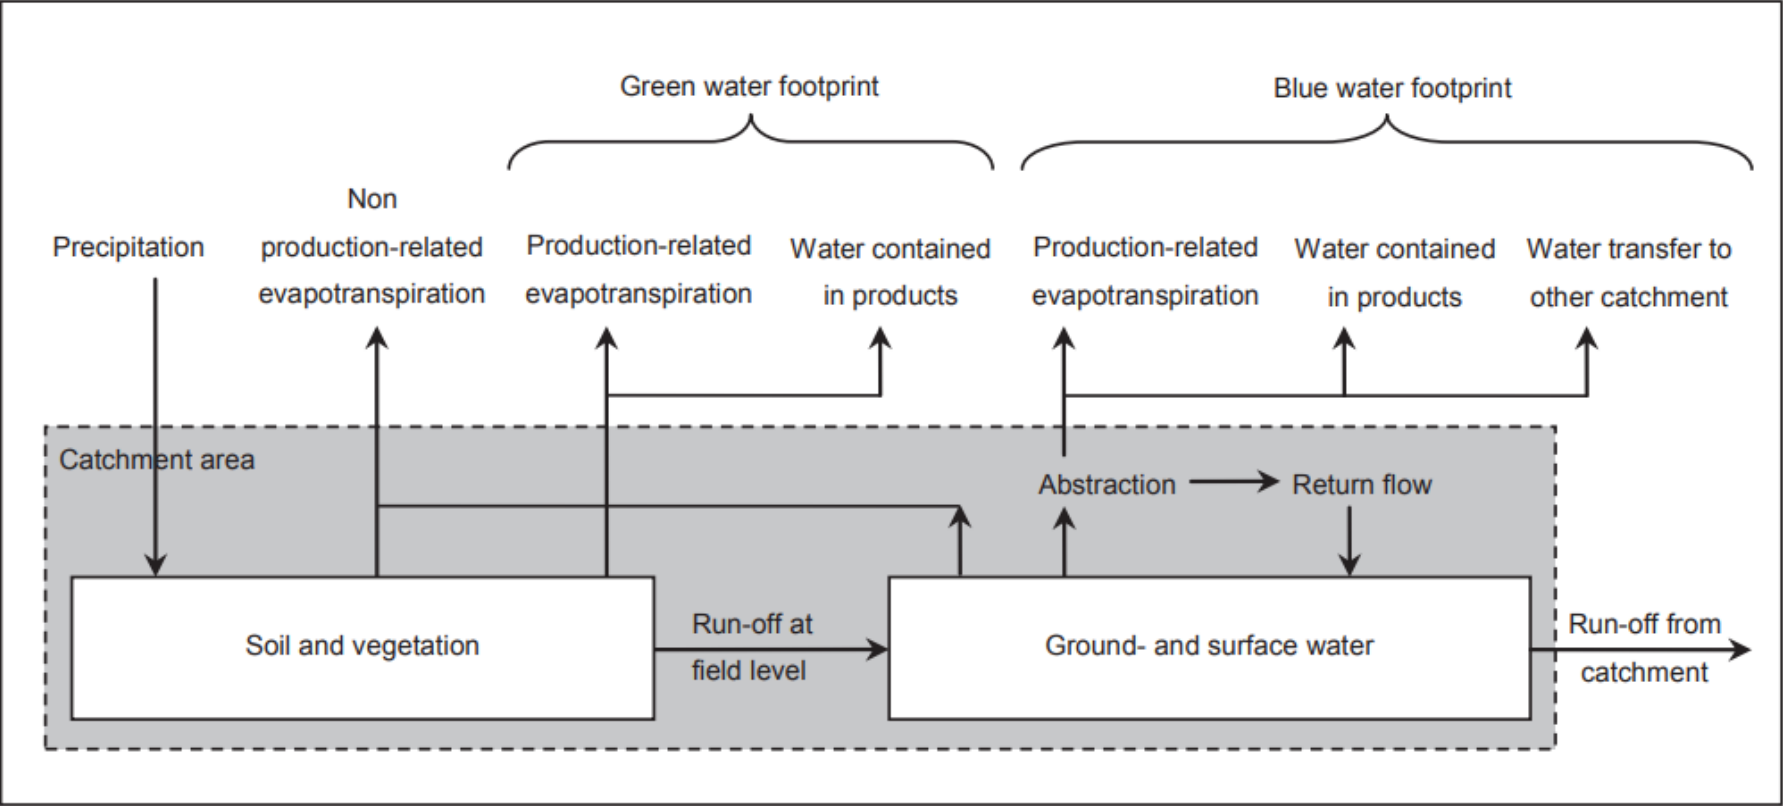 Green water footprint
Blue water footprint
Precipitation
Non
production-related
evapotranspiration
Production-related
evapotranspiration
Water contained
in products
Production-related
evapotranspiration
Water contained
in products
Water transfer to
other catchment
Catchment area
Abstraction
Return flow
Soil and vegetation
Run-off at
field level
Ground- and surface water
Run-off from
catchment